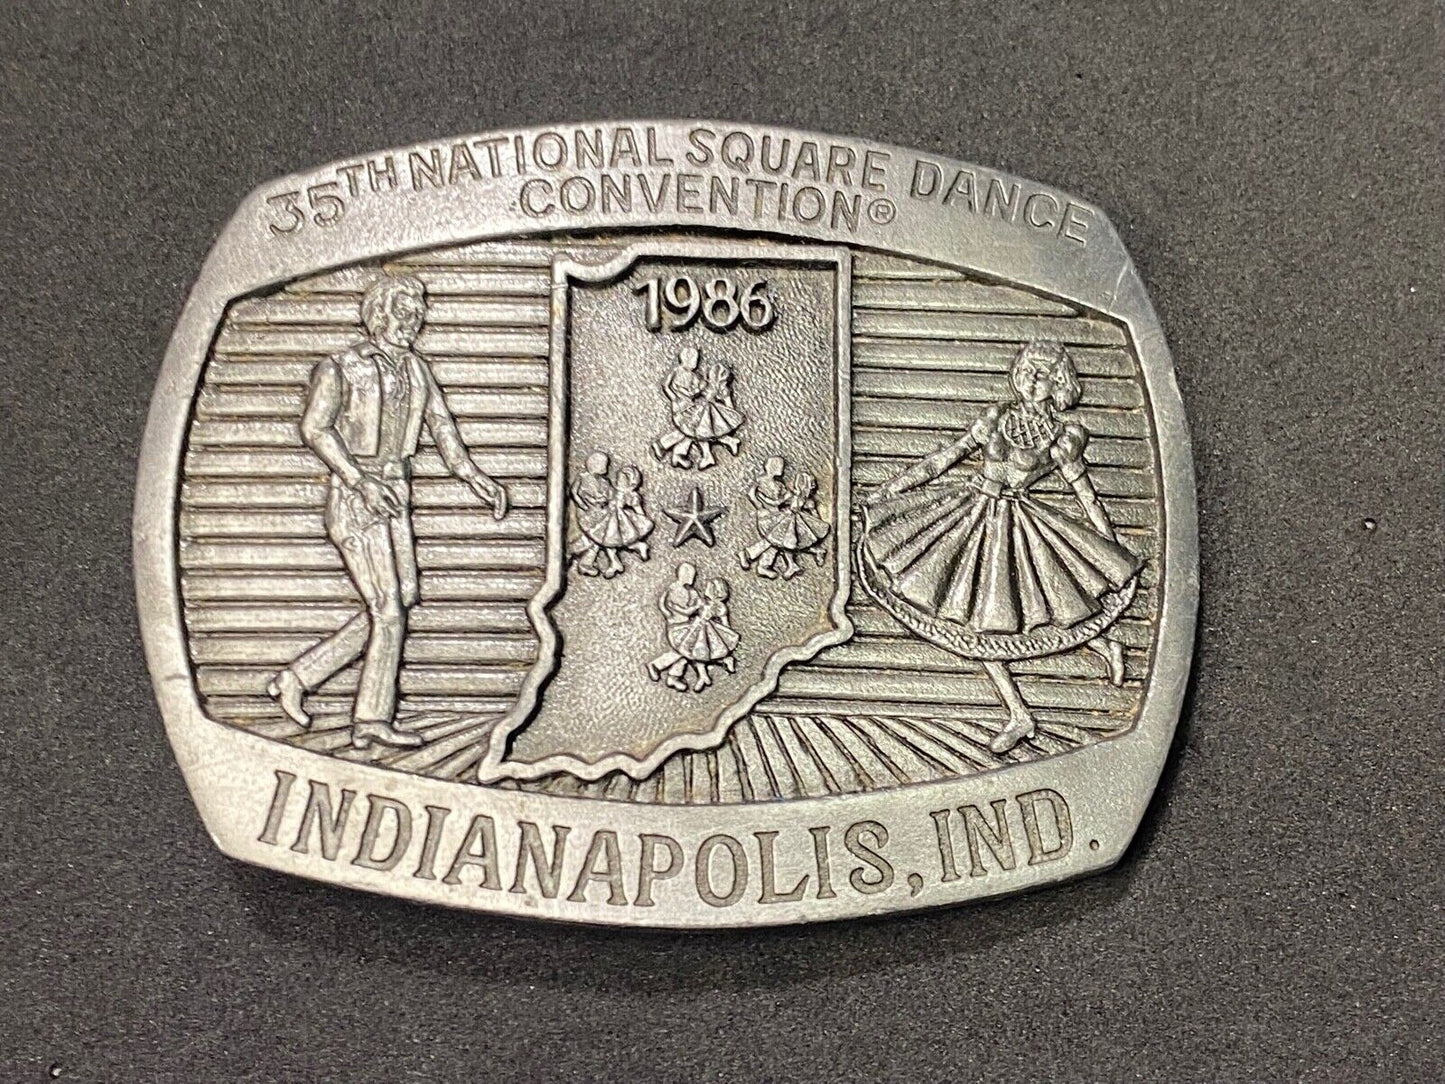 35TH NATIONAL SQUARE DANCE
CONVENTION®
1986
INDIANAPOLIS, IND.